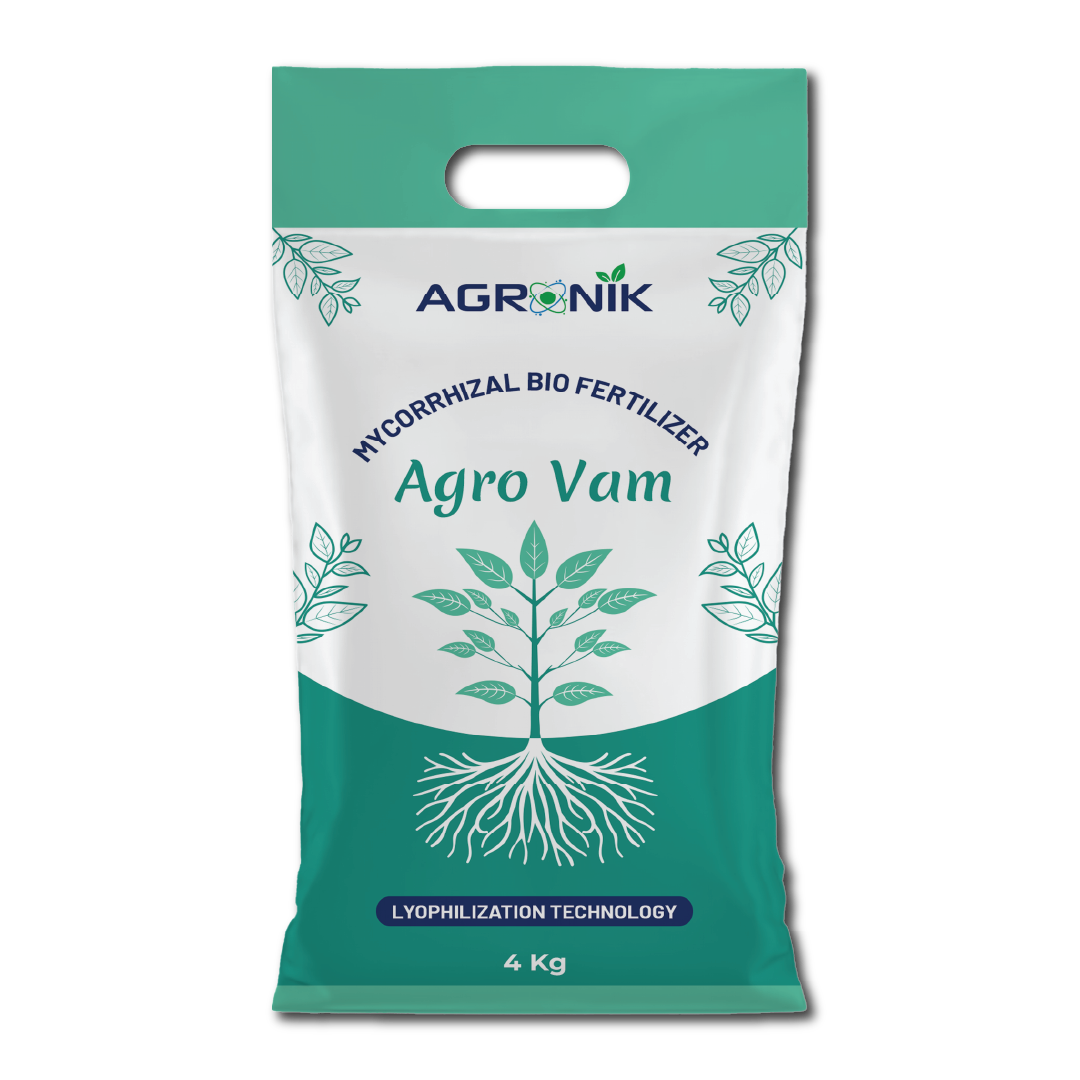 AGRONIK
MYCORRHIZAL BIO FERTILIZER
Agro Vam
LYOPHILIZATION TECHNOLOGY
4 Kg